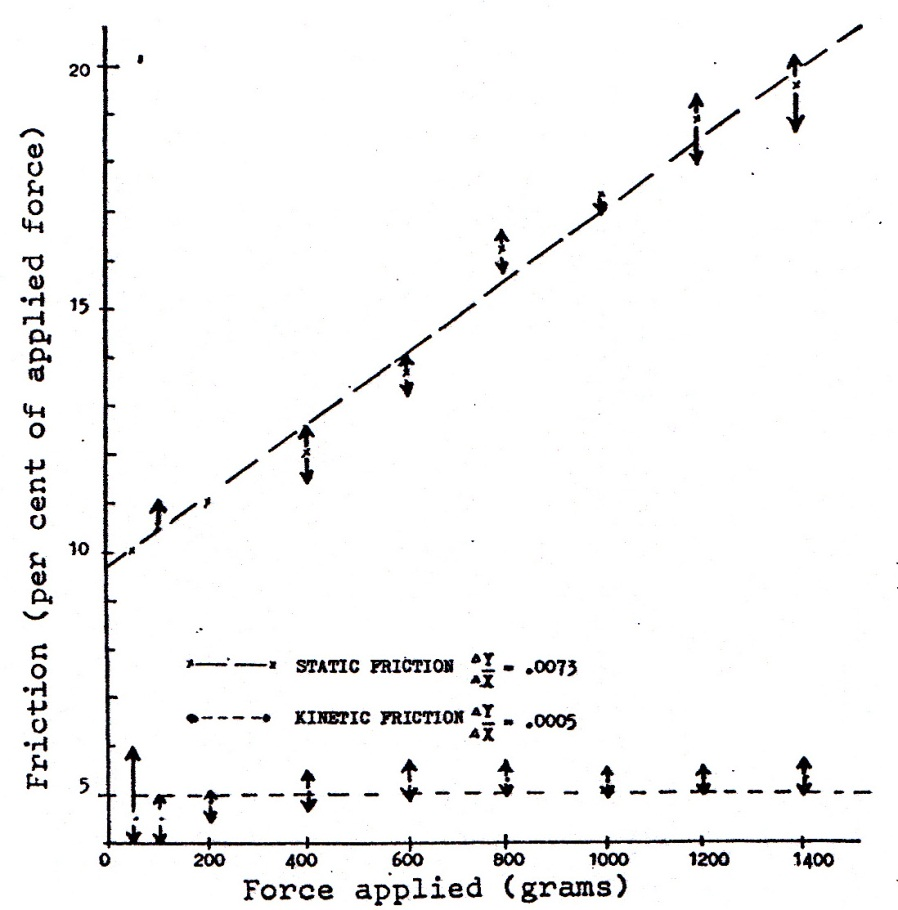 Friction (per cent of applied force)
20
15
10
5
STATIC FRICTION ΔY/ΔX = .0073
KINETIC FRICTION ΔY/ΔX = .0005
0 200 400 600 800 1000 1200 1400
Force applied (grams)